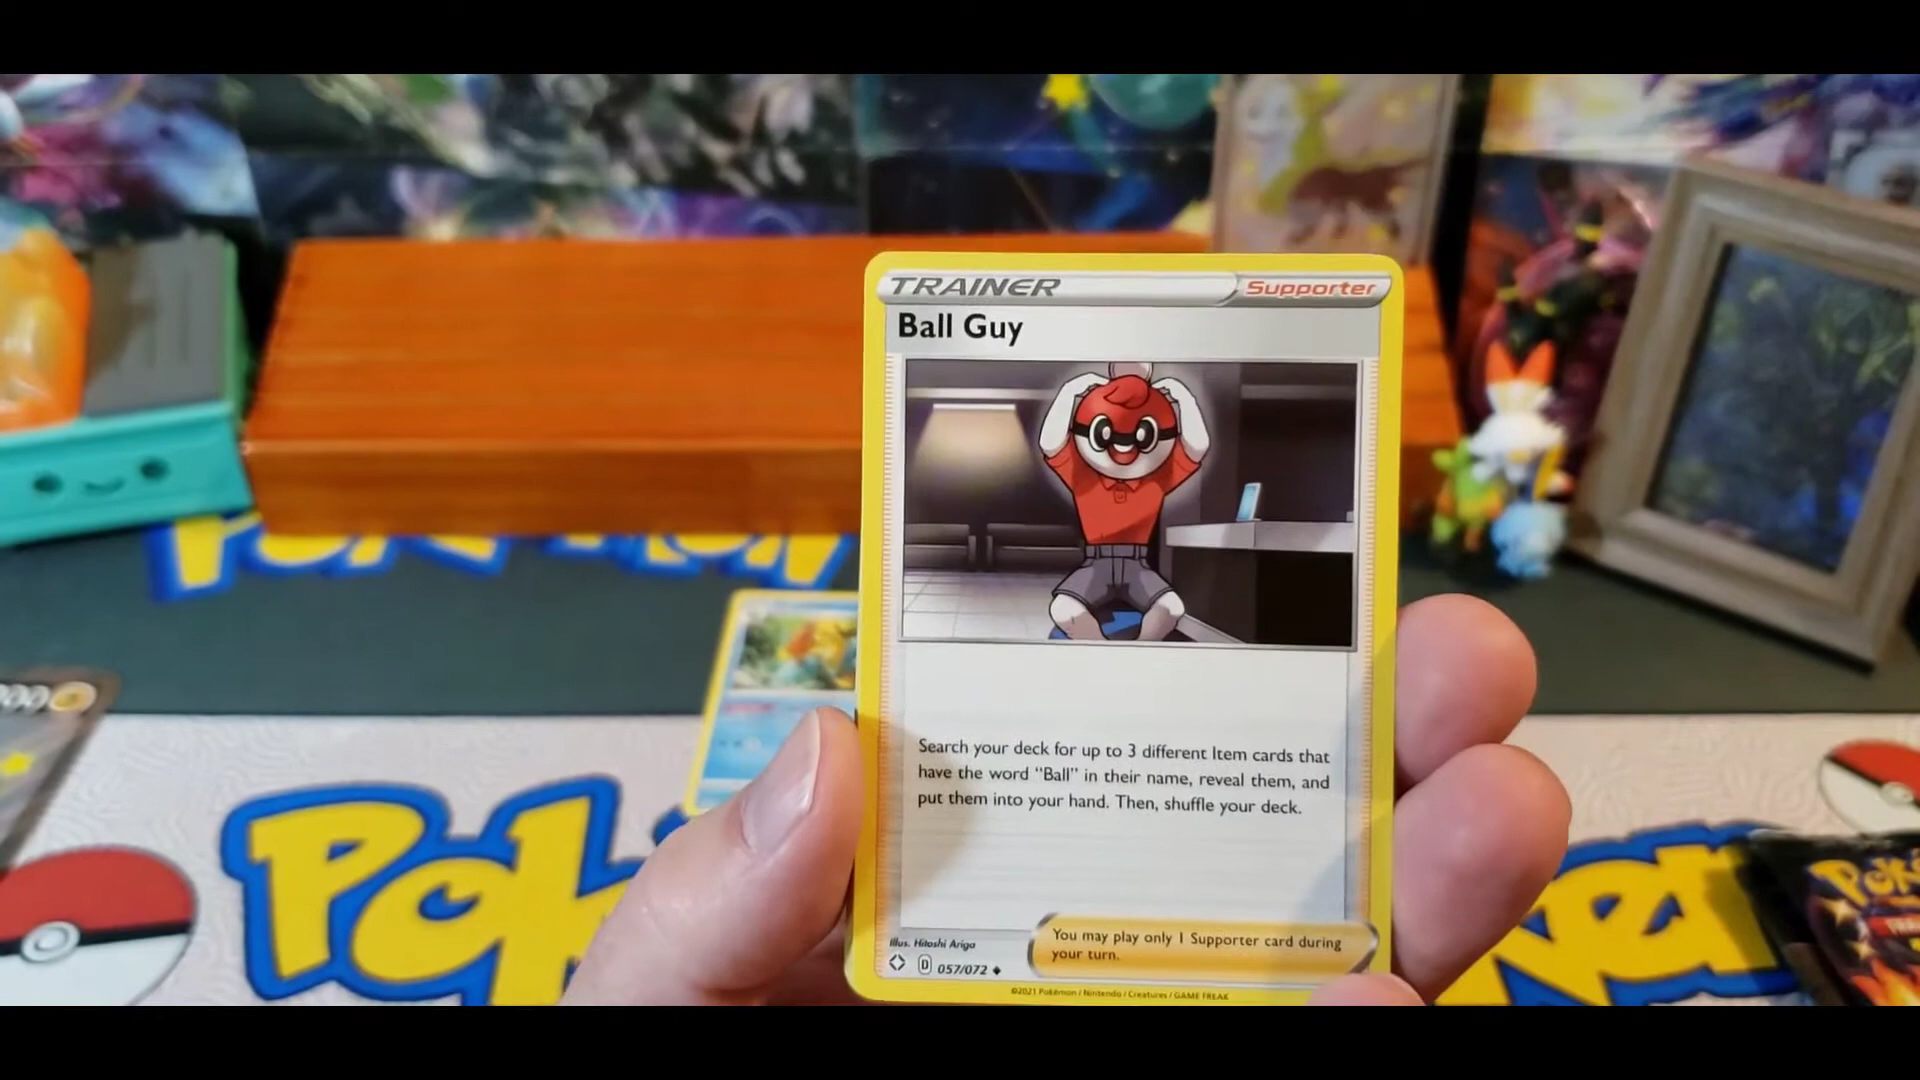 TRAINER
Supporter
Ball Guy
Search your deck for up to 3 different Item cards that
have the word “Ball” in their name, reveal them, and
put them into your hand. Then, shuffle your deck.
You may play only 1 Supporter card during
your turn.
Illus. Hitoshi Ariga
D 057/072
©2021 Pokémon / Nintendo / Creatures / GAME FREAK